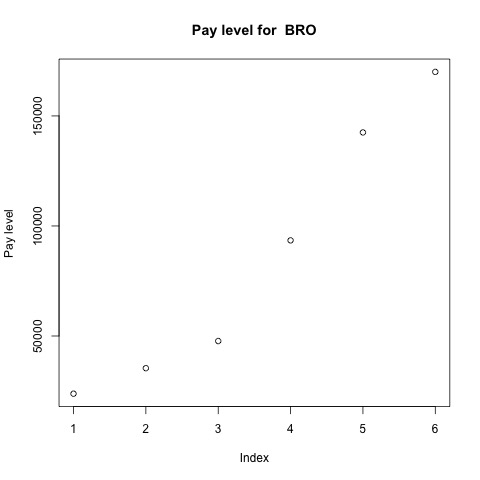 Pay level for  BRO
150000
100000
50000
Pay level
1 2 3 4 5 6
Index